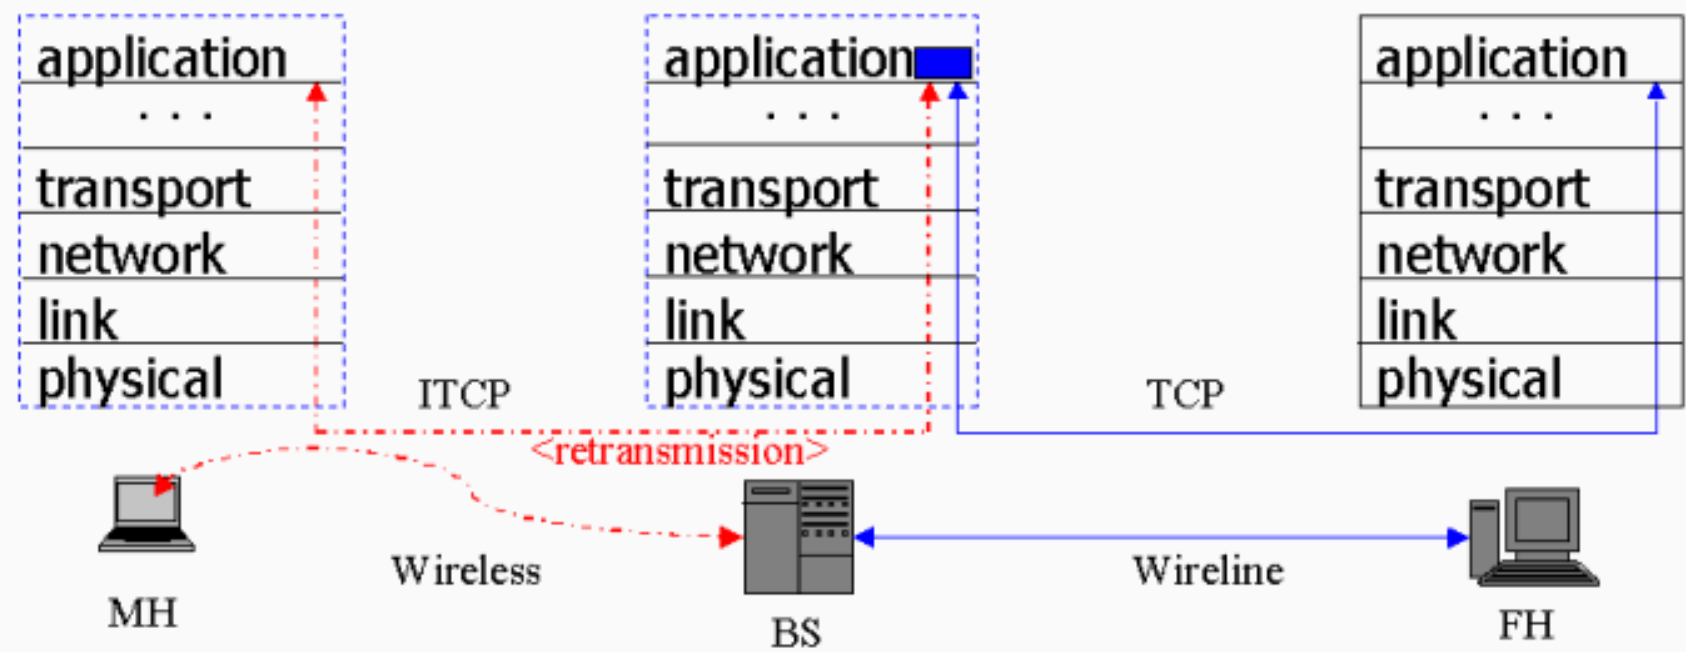 application
. . .
transport
network
link
physical
application
. . .
transport
network
link
physical
application
. . .
transport
network
link
physical
ITCP
TCP
<retransmission>
Wireless
Wireline
MH
BS
FH